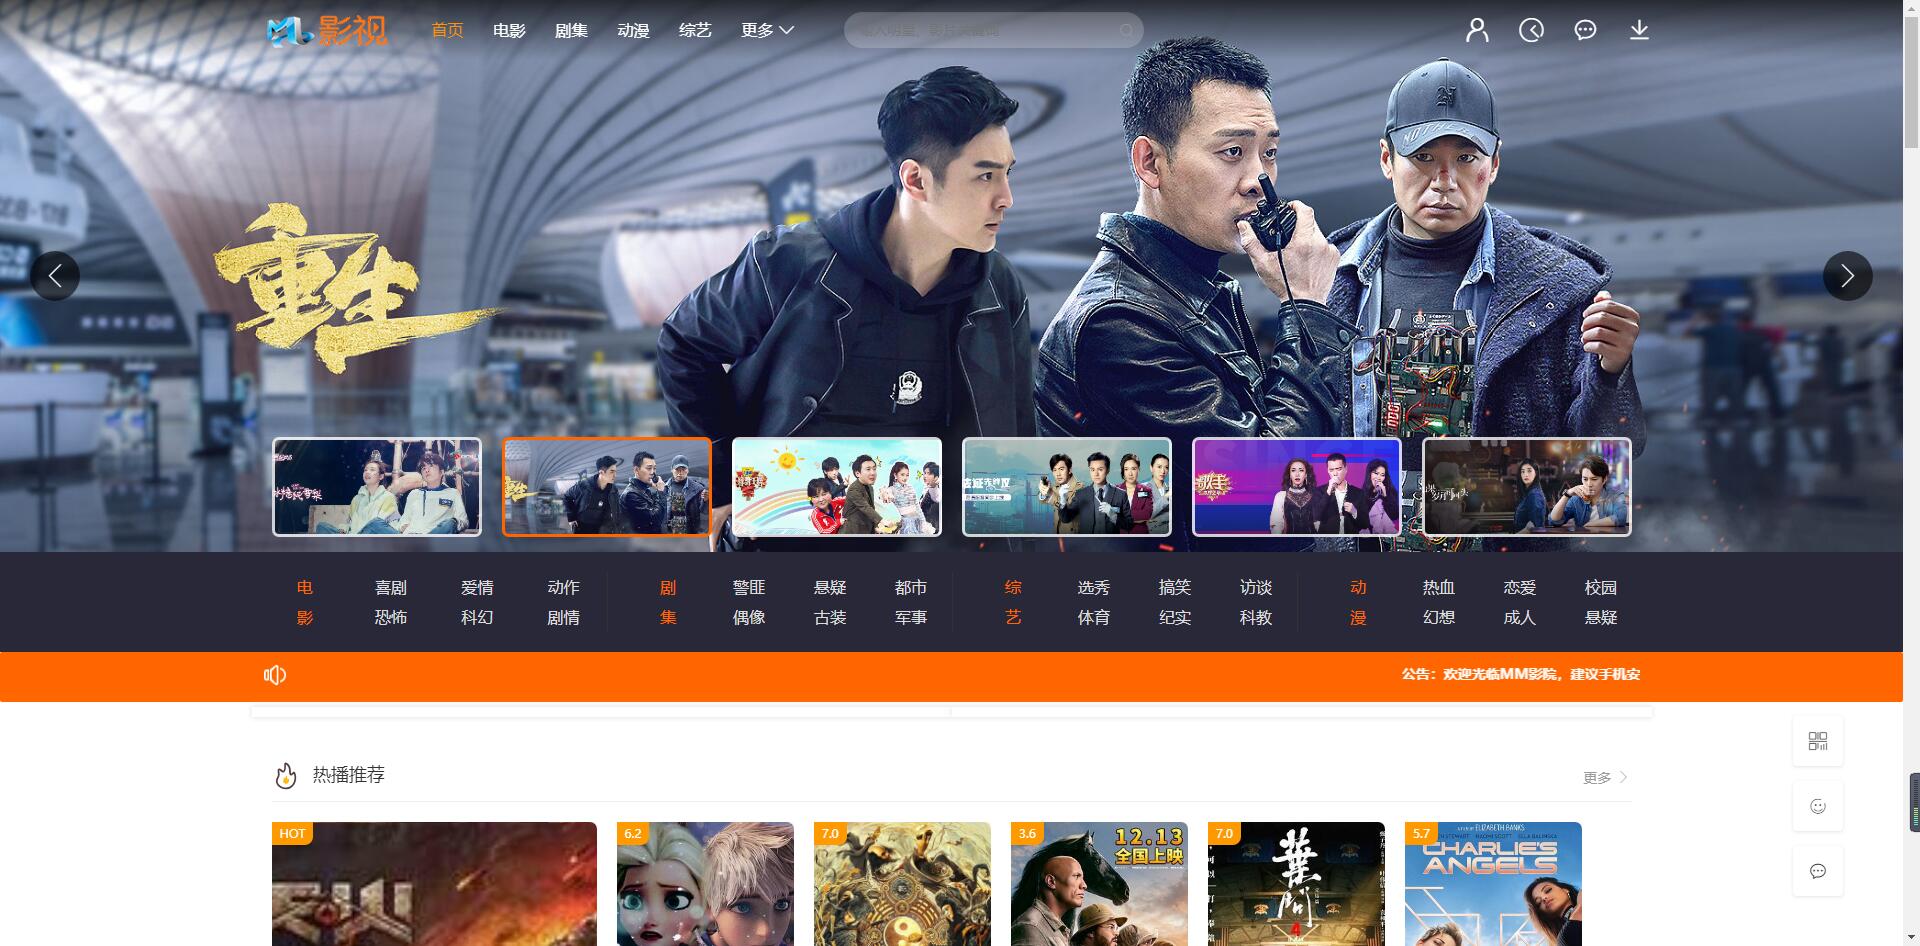 影视
首页 电影 剧集 动漫 综艺 更多
重生
电影 喜剧 爱情 动作 恐怖 科幻 剧情
剧集 警匪 悬疑 都市 偶像 古装 军事
综艺 选秀 搞笑 访谈 体育 纪实 科教
动漫 热血 恋爱 校园 幻想 成人 悬疑
公告：欢迎光临MM影院，建议手机安
热播推荐
更多
HOT
6.2
7.0
3.6
12.13
全国上映
7.0
葉問
4
5.7
ELIZABETH BANKS
CHARLIE'S
ANGELS